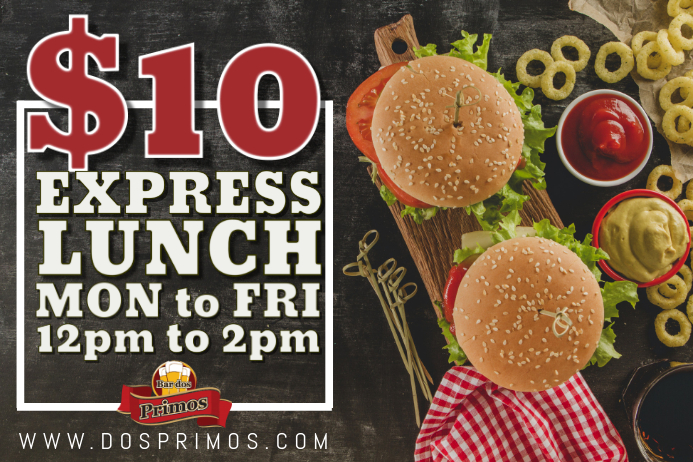 $10
EXPRESS
LUNCH
MON to FRI
12pm to 2pm
Bar dos
Primos
WWW.DOSPRIMOS.COM